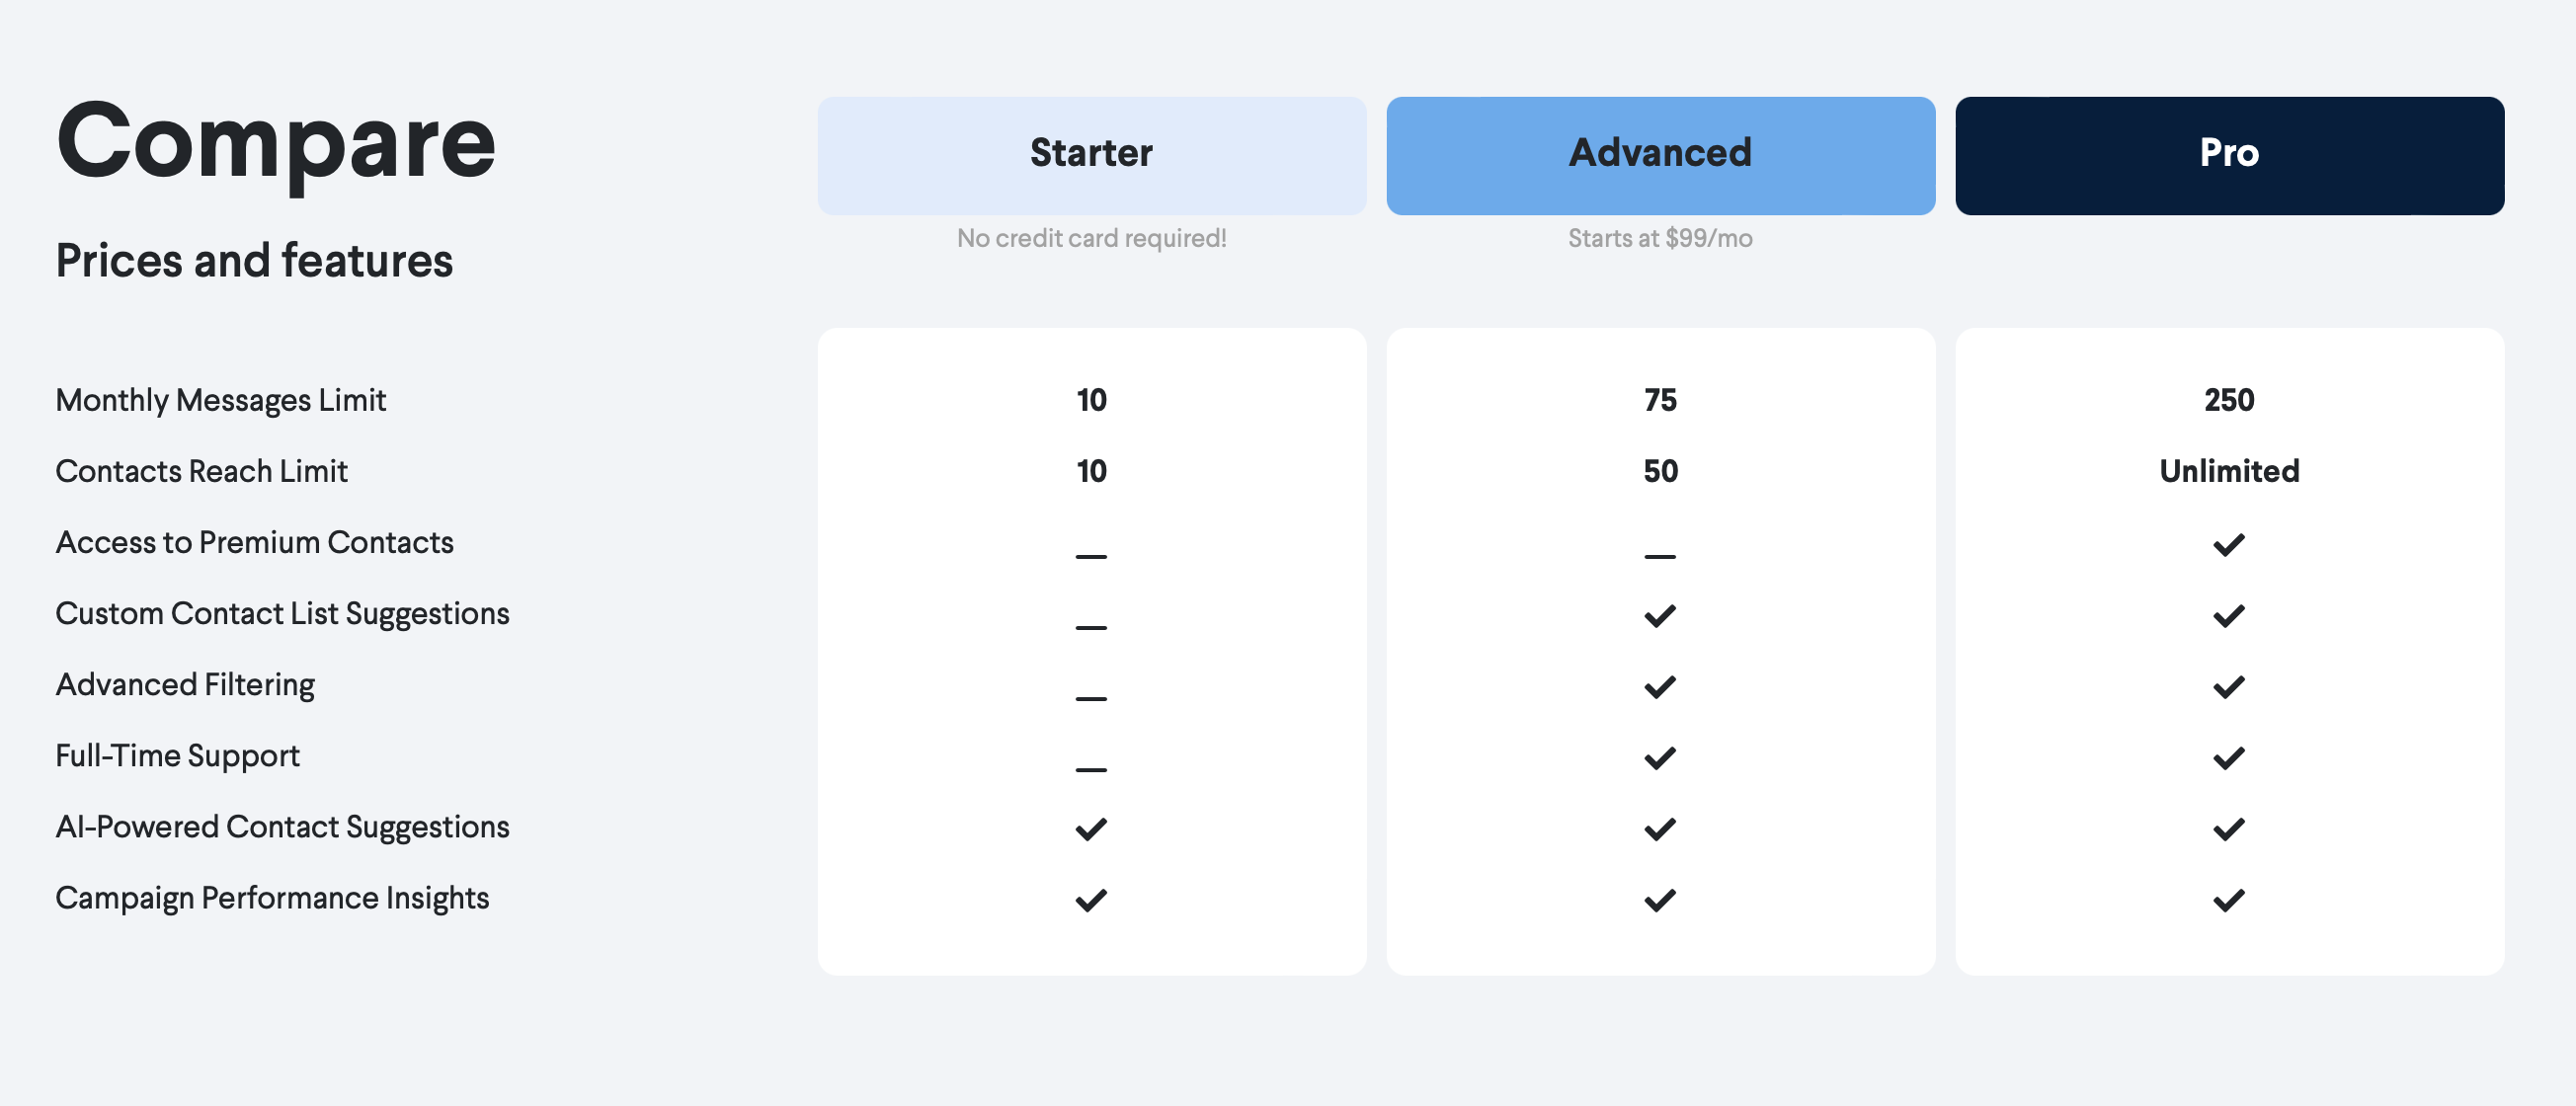 Compare
Prices and features
Starter
No credit card required!
Advanced
Starts at $99/mo
Pro
Monthly Messages Limit 10 75 250
Contacts Reach Limit 10 50 Unlimited
Access to Premium Contacts — — ✓
Custom Contact List Suggestions — ✓ ✓
Advanced Filtering — ✓ ✓
Full-Time Support — ✓ ✓
AI-Powered Contact Suggestions ✓ ✓ ✓
Campaign Performance Insights ✓ ✓ ✓